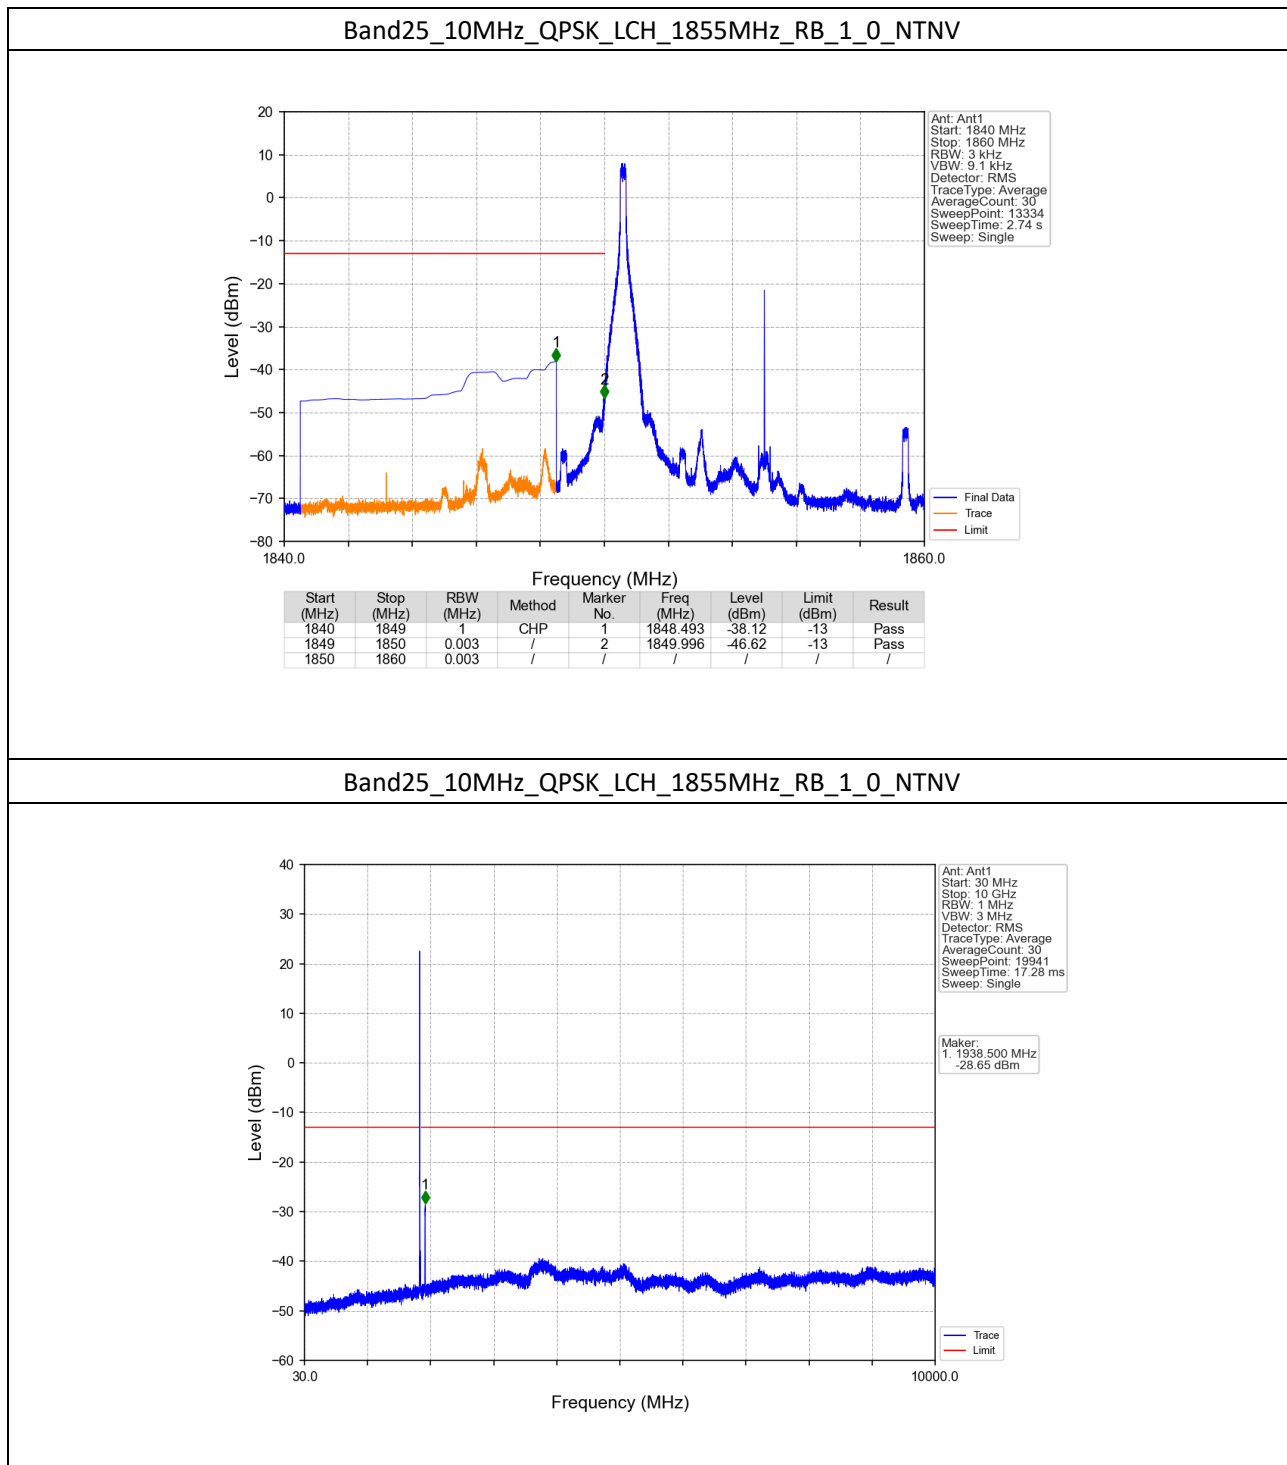 Band25_10MHz_QPSK_LCH_1855MHz_RB_1_0_NTNV
20
10
0
−10
−20
−30
−40
−50
−60
−70
−80
Level (dBm)
1
2
1840.0
1860.0
Frequency (MHz)
Ant: Ant1
Start: 1840 MHz
Stop: 1860 MHz
RBW: 3 kHz
VBW: 9.1 kHz
Detector: RMS
TraceType: Average
AverageCount: 30
SweepPoint: 13334
SweepTime: 2.74 s
Sweep: Single
Final Data
Trace
Limit
Start (MHz) Stop (MHz) RBW (MHz) Method Marker No. Freq (MHz) Level (dBm) Limit (dBm) Result
1840 1849 1 CHP 1 1848.493 -38.12 -13 Pass
1849 1850 0.003 / 2 1849.996 -46.62 -13 Pass
1850 1860 0.003 / / / / / /
Band25_10MHz_QPSK_LCH_1855MHz_RB_1_0_NTNV
40
30
20
10
0
−10
−20
−30
−40
−50
−60
Level (dBm)
1
30.0
10000.0
Frequency (MHz)
Ant: Ant1
Start: 30 MHz
Stop: 10 GHz
RBW: 1 MHz
VBW: 3 MHz
Detector: RMS
TraceType: Average
AverageCount: 30
SweepPoint: 19941
SweepTime: 17.28 ms
Sweep: Single
Maker:
1. 1938.500 MHz
-28.65 dBm
Trace
Limit